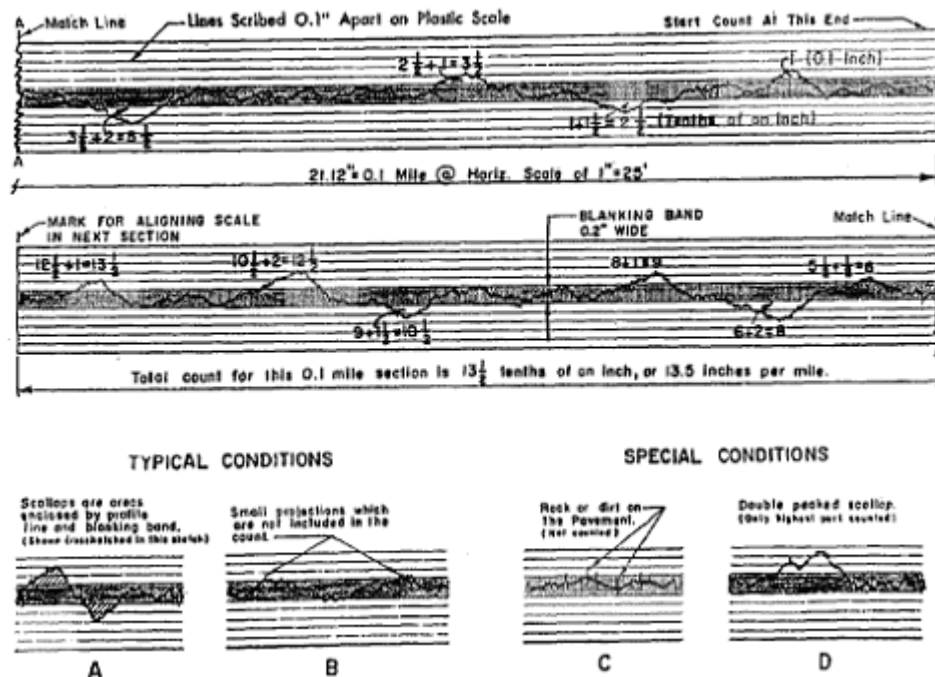 A
Match Line
Lines Scribed 0.1" Apart on Plastic Scale
Start Count At This End
2 1/2 + 1 = 3 1/2
1 (0.1 Inch)
3 1/2 + 2 = 5 1/2
1 + 1 1/2 = 2 1/2 (Tenths of an Inch)
A
21.12" = 0.1 Mile @ Horiz. Scale of 1" = 25'
MARK FOR ALIGNING SCALE
IN NEXT SECTION
BLANKING BAND
0.2" WIDE
Match Line
12 1/2 + 1 = 13 1/2
10 1/2 + 2 = 12 1/2
8 + 1 = 9
5 1/2 + 1/2 = 6
9 + 1 1/2 = 10 1/2
6 + 2 = 8
Total count for this 0.1 mile section is 13 1/2 tenths of an inch, or 13.5 inches per mile.
TYPICAL CONDITIONS
SPECIAL CONDITIONS
Scallops are areas
enclosed by profile
line and blanking band.
(Shown crosshatched in this sketch)
Small projections which
are not included in the
count.
Rock or dirt on
the Pavement.
(Not counted)
Double peaked scallop.
(Only highest part counted)
A
B
C
D